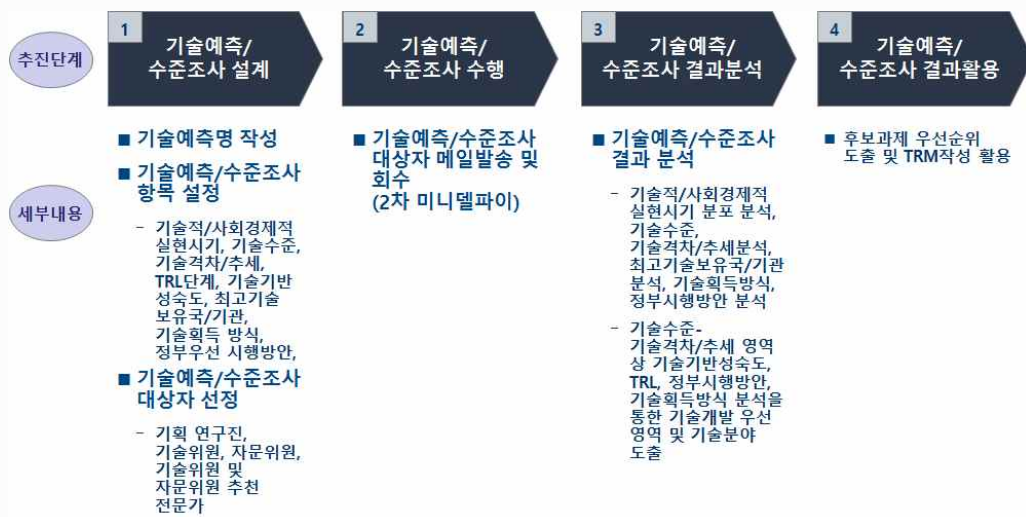 추진단계
1
기술예측/
수준조사 설계
2
기술예측/
수준조사 수행
3
기술예측/
수준조사 결과분석
4
기술예측/
수준조사 결과활용
세부내용
■ 기술예측명 작성
■ 기술예측/수준조사
항목 설정
- 기술적/사회경제적
실현시기, 기술수준,
기술격차/추세,
TRL단계, 기술기반
성숙도, 최고기술
보유국/기관,
기술획득 방식,
정부우선 시행방안,
■ 기술예측/수준조사
대상자 선정
- 기획 연구진,
기술위원, 자문위원,
기술위원 및
자문위원 추천
전문가
■ 기술예측/수준조사
대상자 메일발송 및
회수
(2차 미니델파이)
■ 기술예측/수준조사
결과 분석
- 기술적/사회경제적
실현시기 분포 분석,
기술수준,
기술격차/추세분석,
최고기술보유국/기관
분석, 기술획득방식,
정부시행방안 분석
- 기술수준-
기술격차/추세 영역
상 기술기반성숙도,
TRL, 정부시행방안,
기술획득방식 분석을
통한 기술개발 우선
영역 및 기술분야
도출
■ 후보과제 우선순위
도출 및 TRM작성 활용